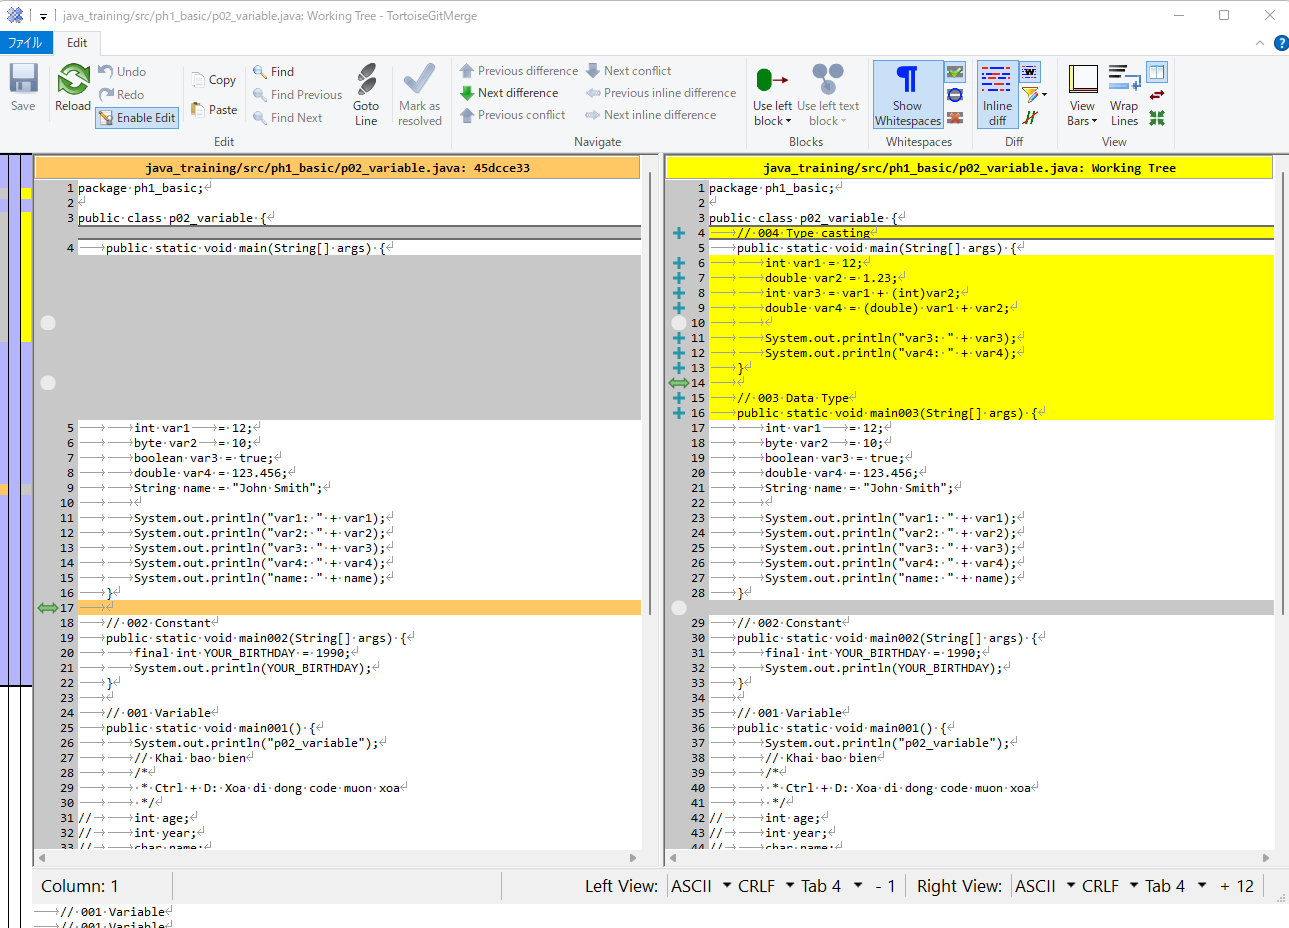 java_training/src/ph1_basic/p02_variable.java: Working Tree - TortoiseGitMerge
ファイル Edit
Save
Reload
Undo
Redo
Enable Edit
Copy
Paste
Find
Find Previous
Find Next
Goto Line
Mark as resolved
Edit
Previous difference
Next difference
Previous conflict
Next conflict
Previous inline difference
Next inline difference
Navigate
Use left block
Use left text block
Blocks
Show Whitespaces
Whitespaces
Inline diff
Diff
View Bars
Wrap Lines
View
java_training/src/ph1_basic/p02_variable.java: 45dcce33
1 package ph1_basic;
2
3 public class p02_variable {
4 public static void main(String[] args) {
5 int var1 = 12;
6 byte var2 = 10;
7 boolean var3 = true;
8 double var4 = 123.456;
9 String name = "John Smith";
10
11 System.out.println("var1: " + var1);
12 System.out.println("var2: " + var2);
13 System.out.println("var3: " + var3);
14 System.out.println("var4: " + var4);
15 System.out.println("name: " + name);
16 }
17
18 // 002 Constant
19 public static void main002(String[] args) {
20 final int YOUR_BIRTHDAY = 1990;
21 System.out.println(YOUR_BIRTHDAY);
22 }
23
24 // 001 Variable
25 public static void main001() {
26 System.out.println("p02_variable");
27 // Khai bao bien
28 /*
29 * Ctrl + D: Xoa di dong code muon xoa
30 */
31 // int age;
32 // int year;
33 // char name;
java_training/src/ph1_basic/p02_variable.java: Working Tree
1 package ph1_basic;
2
3 public class p02_variable {
4 // 004 Type casting
5 public static void main(String[] args) {
6 int var1 = 12;
7 double var2 = 1.23;
8 int var3 = var1 + (int)var2;
9 double var4 = (double) var1 + var2;
10
11 System.out.println("var3: " + var3);
12 System.out.println("var4: " + var4);
13 }
14
15 // 003 Data Type
16 public static void main003(String[] args) {
17 int var1 = 12;
18 byte var2 = 10;
19 boolean var3 = true;
20 double var4 = 123.456;
21 String name = "John Smith";
22
23 System.out.println("var1: " + var1);
24 System.out.println("var2: " + var2);
25 System.out.println("var3: " + var3);
26 System.out.println("var4: " + var4);
27 System.out.println("name: " + name);
28 }
29 // 002 Constant
30 public static void main002(String[] args) {
31 final int YOUR_BIRTHDAY = 1990;
32 System.out.println(YOUR_BIRTHDAY);
33 }
34
35 // 001 Variable
36 public static void main001() {
37 System.out.println("p02_variable");
38 // Khai bao bien
39 /*
40 * Ctrl + D: Xoa di dong code muon xoa
41 */
42 // int age;
43 // int year;
44 // char name;
Column: 1 Left View: ASCII CRLF Tab 4 - 1 Right View: ASCII CRLF Tab 4 + 12
// 001 Variable
// 001 Variable